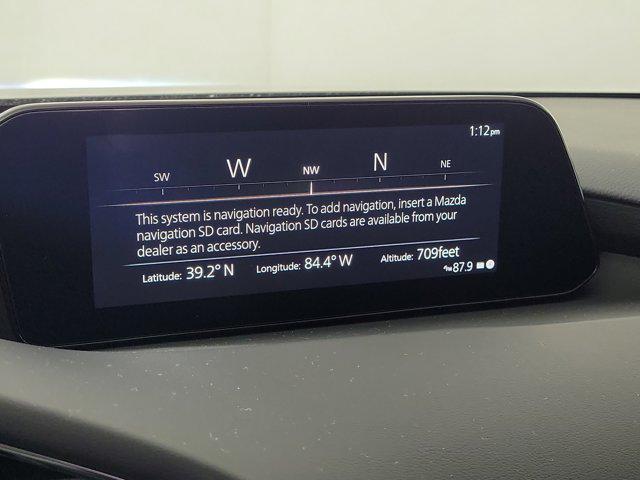 1:12pm
SW W NW N NE
This system is navigation ready. To add navigation, insert a Mazda
navigation SD card. Navigation SD cards are available from your
dealer as an accessory.
Latitude: 39.2° N Longitude: 84.4° W Altitude: 709feet
87.9